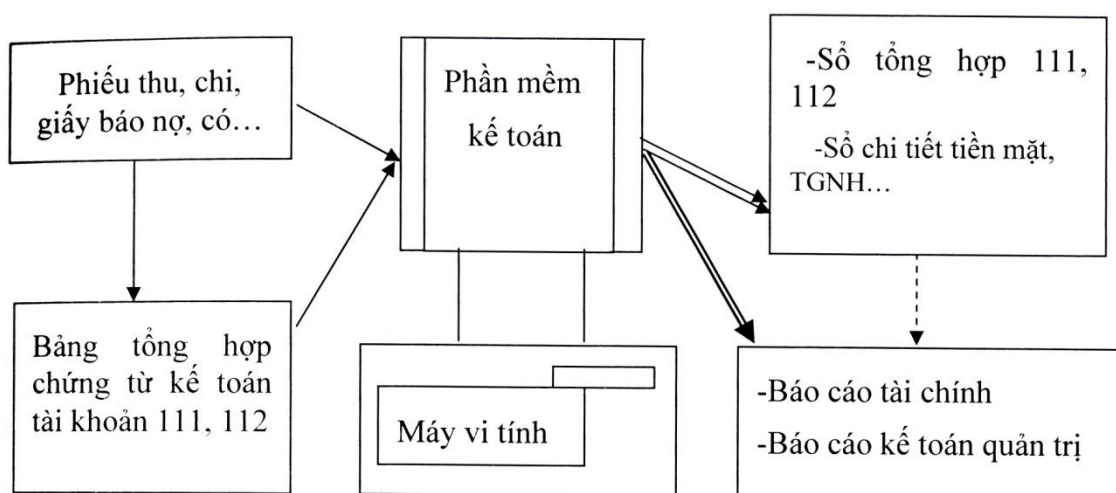 Phiếu thu, chi,
giấy báo nợ, có...
Phần mềm
kế toán
-Sổ tổng hợp 111,
112
-Sổ chi tiết tiền mặt,
TGNH...
Bảng tổng hợp
chứng từ kế toán
tài khoản 111, 112
Máy vi tính
-Báo cáo tài chính
-Báo cáo kế toán quản trị